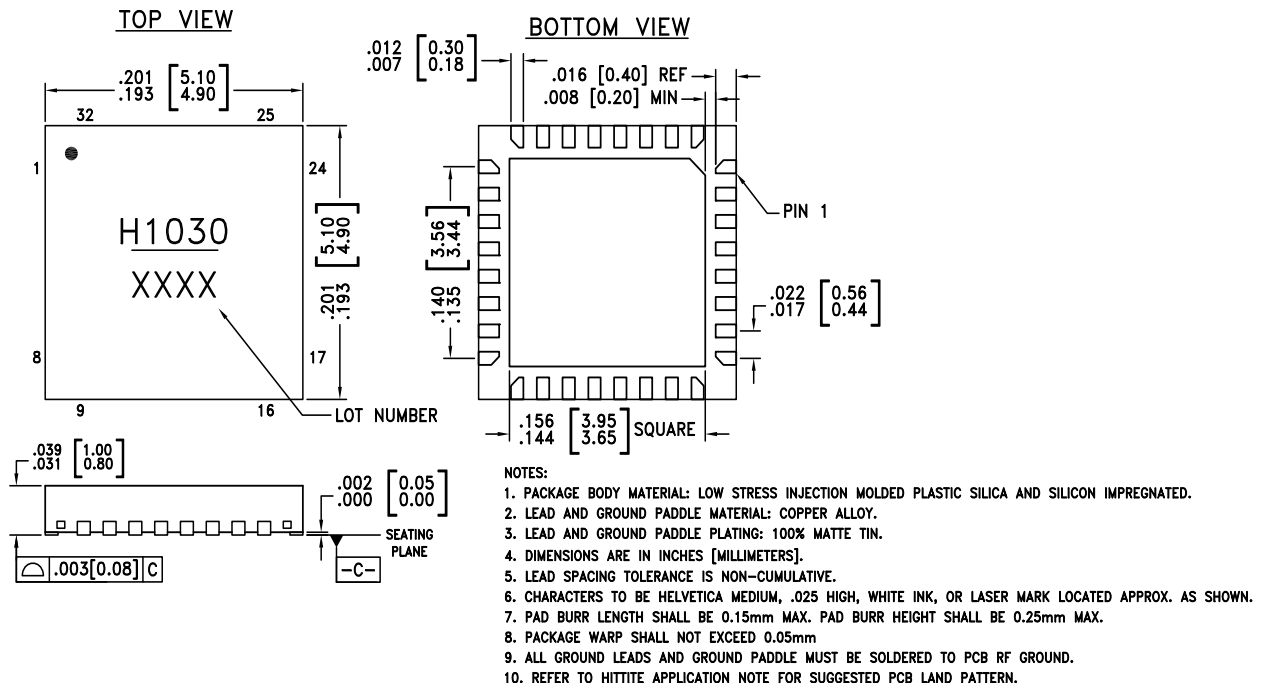 TOP VIEW
.201 [5.10]
.193 [4.90]
32
25
1
24
H1030
XXXX
[5.10]
[4.90]
.201
.193
8
17
9
16
LOT NUMBER
BOTTOM VIEW
.012 [0.30]
.007 [0.18]
.016 [0.40] REF
.008 [0.20] MIN
PIN 1
[3.56]
[3.44]
.140
.135
.022 [0.56]
.017 [0.44]
.156 [3.95]
.144 [3.65] SQUARE
.039 [1.00]
.031 [0.80]
.002 [0.05]
.000 [0.00]
SEATING
PLANE
.003[0.08] C
-C-
NOTES:
1. PACKAGE BODY MATERIAL: LOW STRESS INJECTION MOLDED PLASTIC SILICA AND SILICON IMPREGNATED.
2. LEAD AND GROUND PADDLE MATERIAL: COPPER ALLOY.
3. LEAD AND GROUND PADDLE PLATING: 100% MATTE TIN.
4. DIMENSIONS ARE IN INCHES [MILLIMETERS].
5. LEAD SPACING TOLERANCE IS NON-CUMULATIVE.
6. CHARACTERS TO BE HELVETICA MEDIUM, .025 HIGH, WHITE INK, OR LASER MARK LOCATED APPROX. AS SHOWN.
7. PAD BURR LENGTH SHALL BE 0.15mm MAX. PAD BURR HEIGHT SHALL BE 0.25mm MAX.
8. PACKAGE WARP SHALL NOT EXCEED 0.05mm
9. ALL GROUND LEADS AND GROUND PADDLE MUST BE SOLDERED TO PCB RF GROUND.
10. REFER TO HITTITE APPLICATION NOTE FOR SUGGESTED PCB LAND PATTERN.